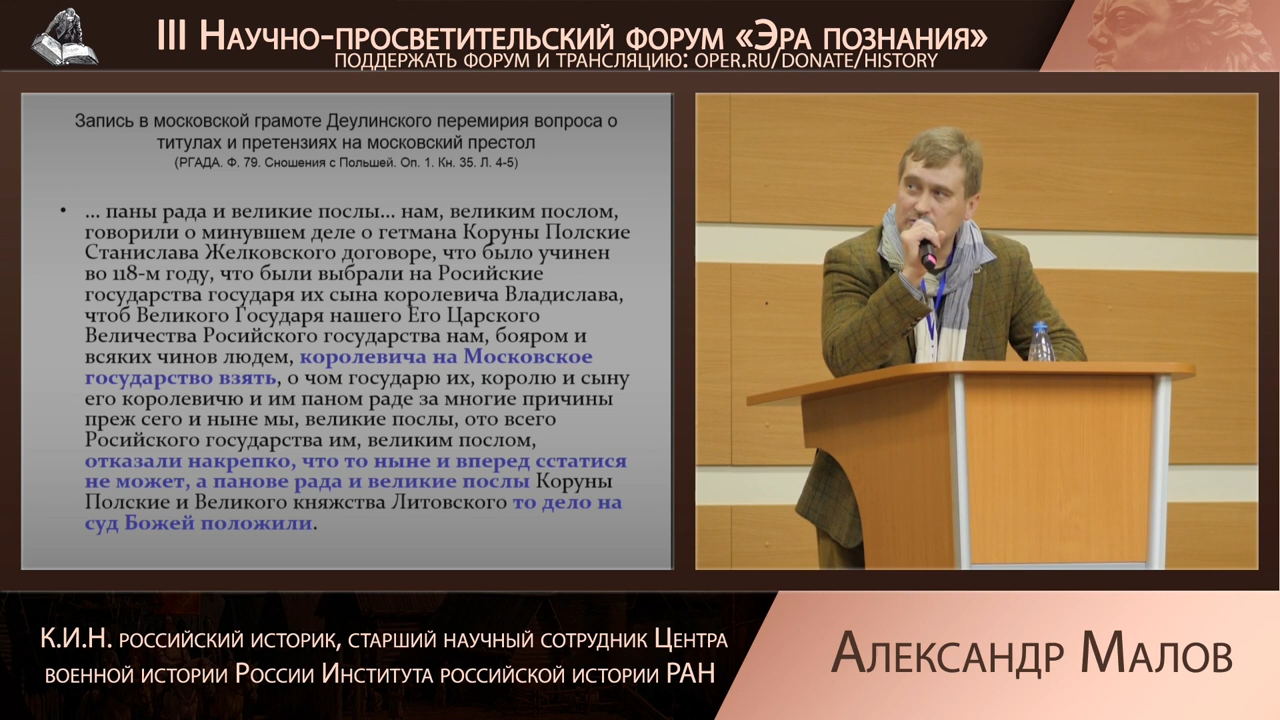 III Научно-просветительский форум «Эра познания»
поддержать форум и трансляцию: oper.ru/donate/history
Запись в московской грамоте Деулинского перемирия вопроса о
титулах и претензиях на московский престол
(РГАДА. Ф. 79. Сношения с Польшей. Оп. 1. Кн. 35. Л. 4-5)
• ... паны рада и великие послы... нам, великим послом,
говорили о минувшем деле о гетмана Коруны Полские
Станислава Желковского договоре, что было учинен
во 118-м году, что были выбрали на Росийские
государства государя их сына королевича Владислава,
чтоб Великого Государя нашего Его Царского
Величества Росийского государства нам, бояром и
всяких чинов людем, королевича на Московское
государство взять, о чом государю их, королю и сыну
его королевичю и им паном раде за многие причины
преж сего и ныне мы, великие послы, ото всего
Росийского государства им, великим послом,
отказали накрепко, что то ныне и вперед сстатися
не может, а панове рада и великие послы Коруны
Полские и Великого княжства Литовского то дело на
суд Божей положили.
К.И.Н. российский историк, старший научный сотрудник Центра
военной истории России Института российской истории РАН
Александр Малов